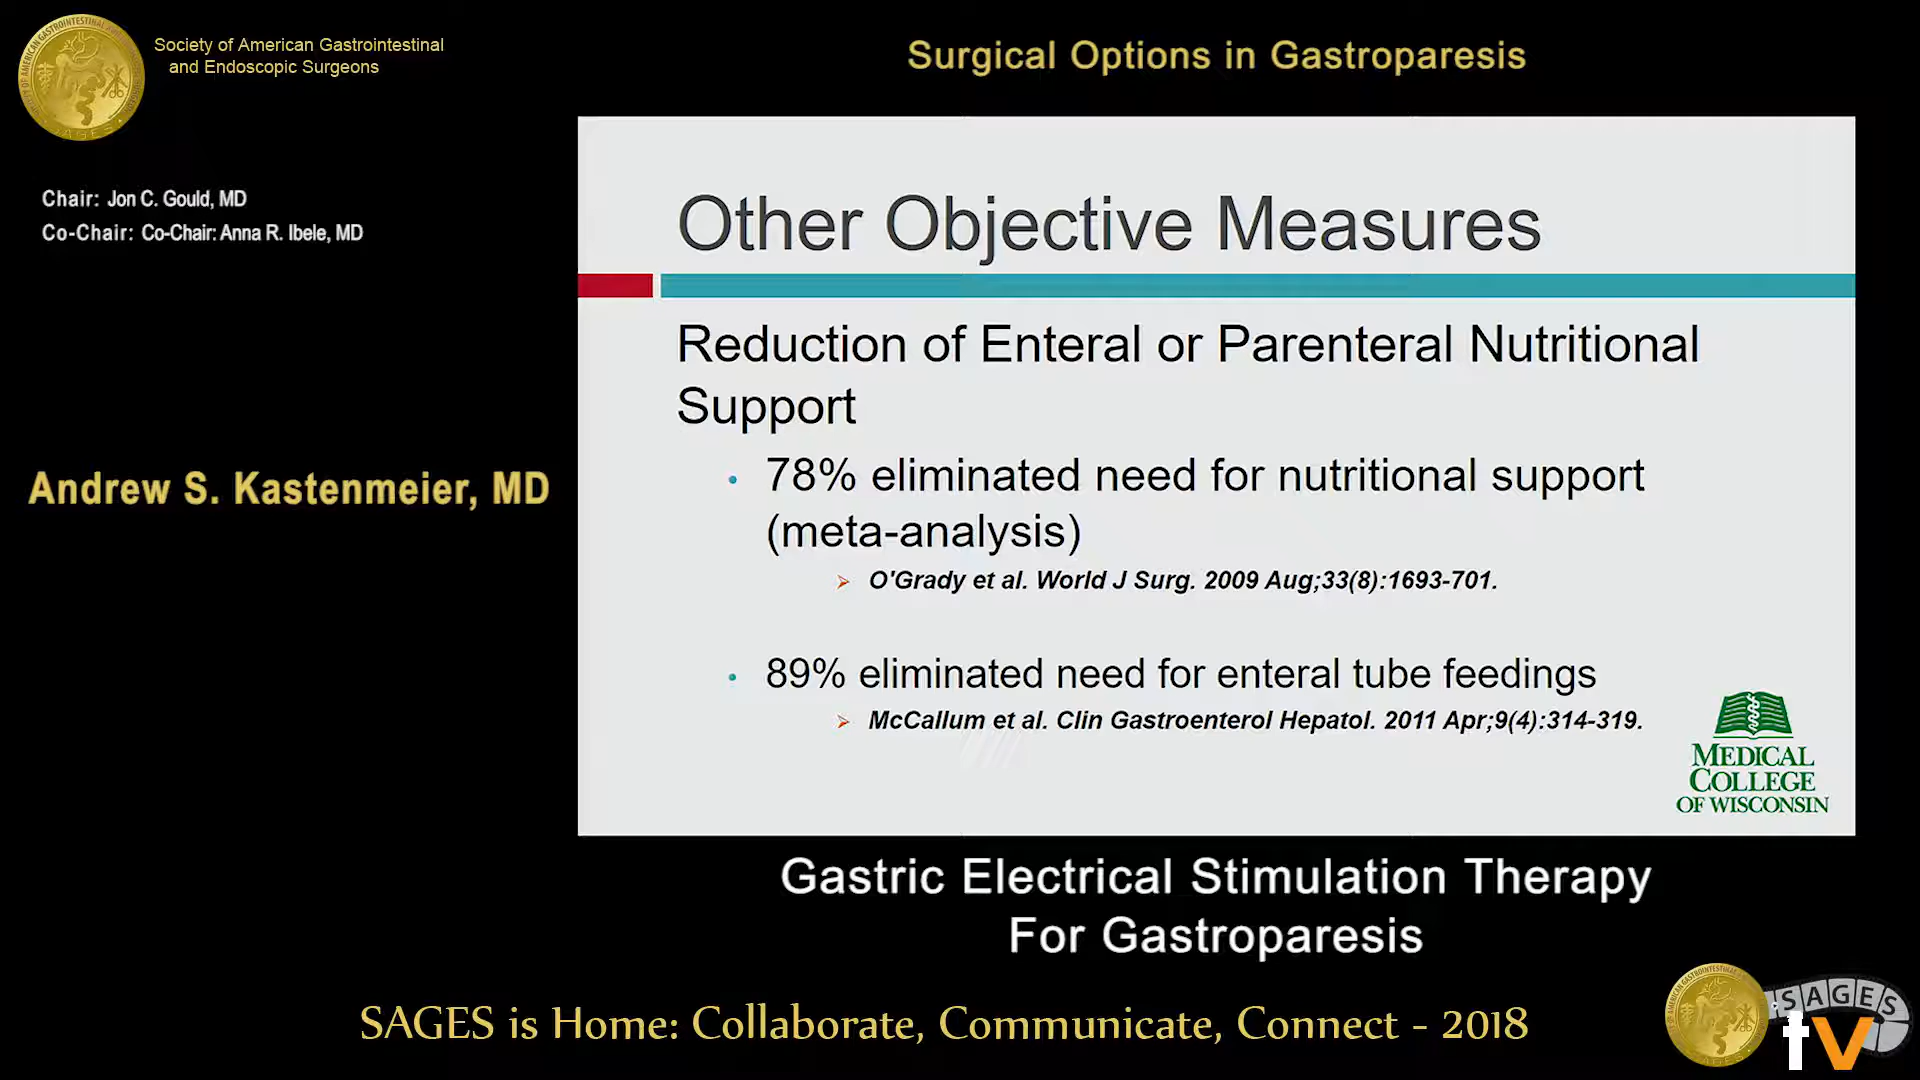 Society of American Gastrointestinal
and Endoscopic Surgeons
Surgical Options in Gastroparesis
Chair: Jon C. Gould, MD
Co-Chair: Co-Chair: Anna R. Ibele, MD
Andrew S. Kastenmeier, MD
Other Objective Measures
Reduction of Enteral or Parenteral Nutritional
Support
• 78% eliminated need for nutritional support
(meta-analysis)
➢ O'Grady et al. World J Surg. 2009 Aug;33(8):1693-701.
• 89% eliminated need for enteral tube feedings
➢ McCallum et al. Clin Gastroenterol Hepatol. 2011 Apr;9(4):314-319.
MEDICAL
COLLEGE
OF WISCONSIN
Gastric Electrical Stimulation Therapy
For Gastroparesis
SAGES is Home: Collaborate, Communicate, Connect - 2018
SAGES
tv